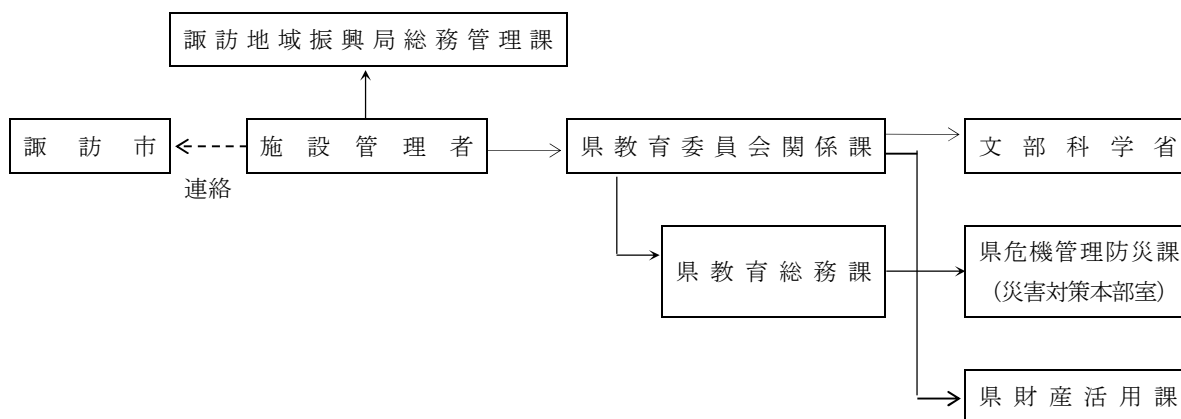 諏訪地域振興局総務管理課
諏訪市
施設管理者
県教育委員会関係課
文部科学省
連絡
県教育総務課
県危機管理防災課
（災害対策本部室）
県財産活用課